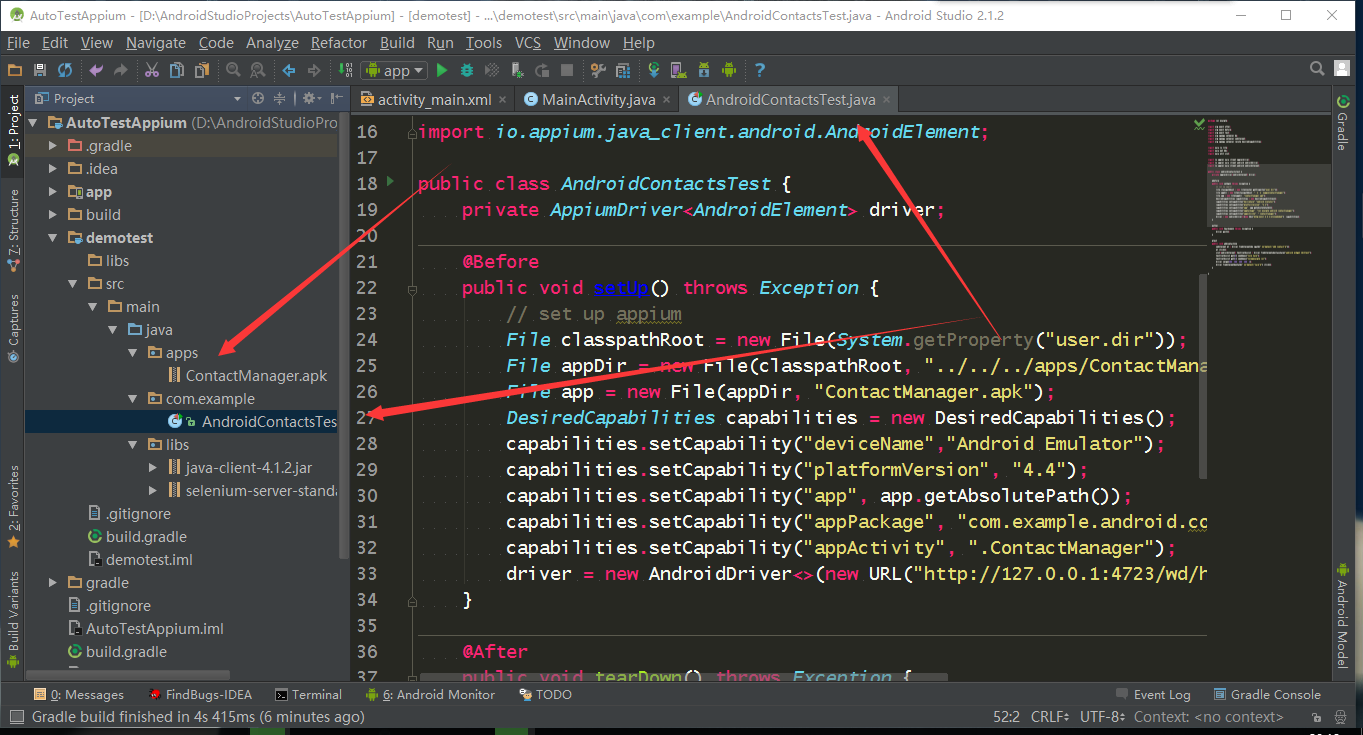 AutoTestAppium - [D:\AndroidStudioProjects\AutoTestAppium] - [demotest] - ...\demotest\src\main\java\com\example\AndroidContactsTest.java - Android Studio 2.1.2
File Edit View Navigate Code Analyze Refactor Build Run Tools VCS Window Help
app
Project
activity_main.xml
MainActivity.java
AndroidContactsTest.java
1: Project
Z: Structure
Captures
2: Favorites
Build Variants
AutoTestAppium (D:\AndroidStudioPro
.gradle
.idea
app
build
demotest
libs
src
main
java
apps
ContactManager.apk
com.example
AndroidContactsTes
libs
java-client-4.1.2.jar
selenium-server-standa
.gitignore
build.gradle
demotest.iml
gradle
.gitignore
AutoTestAppium.iml
build.gradle
16 import io.appium.java_client.android.AndroidElement;
17
18 public class AndroidContactsTest {
19 private AppiumDriver<AndroidElement> driver;
20
21 @Before
22 public void setUp() throws Exception {
23 // set up appium
24 File classpathRoot = new File(System.getProperty("user.dir"));
25 File appDir = new File(classpathRoot, "../../../apps/ContactMana
26 File app = new File(appDir, "ContactManager.apk");
27 DesiredCapabilities capabilities = new DesiredCapabilities();
28 capabilities.setCapability("deviceName","Android Emulator");
29 capabilities.setCapability("platformVersion", "4.4");
30 capabilities.setCapability("app", app.getAbsolutePath());
31 capabilities.setCapability("appPackage", "com.example.android.co
32 capabilities.setCapability("appActivity", ".ContactManager");
33 driver = new AndroidDriver<>(new URL("http://127.0.0.1:4723/wd/h
34 }
35
36 @After
37 public void tearDown() throws Exception {
Gradle
Android Model
0: Messages
FindBugs-IDEA
Terminal
6: Android Monitor
TODO
Event Log
Gradle Console
Gradle build finished in 4s 415ms (6 minutes ago)
52:2 CRLF UTF-8 Context: <no context>